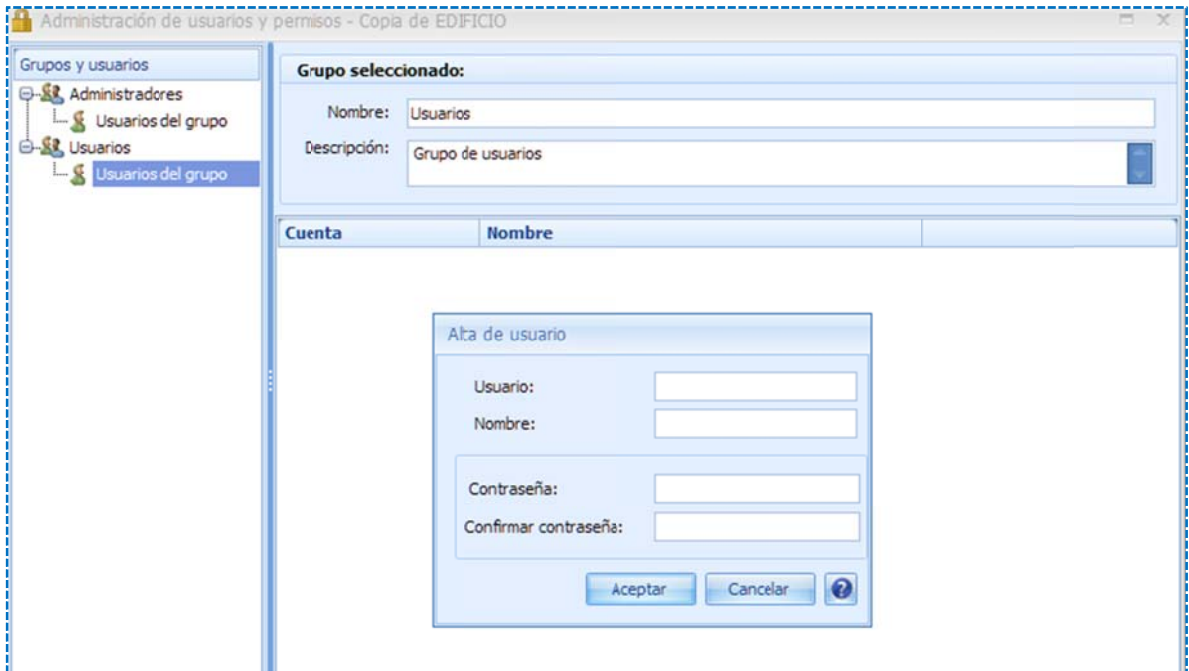 Administración de usuarios y permisos - Copia de EDIFICIO
Grupos y usuarios
Administradores
Usuarios del grupo
Usuarios
Usuarios del grupo
Grupo seleccionado:
Nombre: Usuarios
Descripción: Grupo de usuarios
Cuenta Nombre
Alta de usuario
Usuario:
Nombre:
Contraseña:
Confirmar contraseña:
Aceptar Cancelar ?